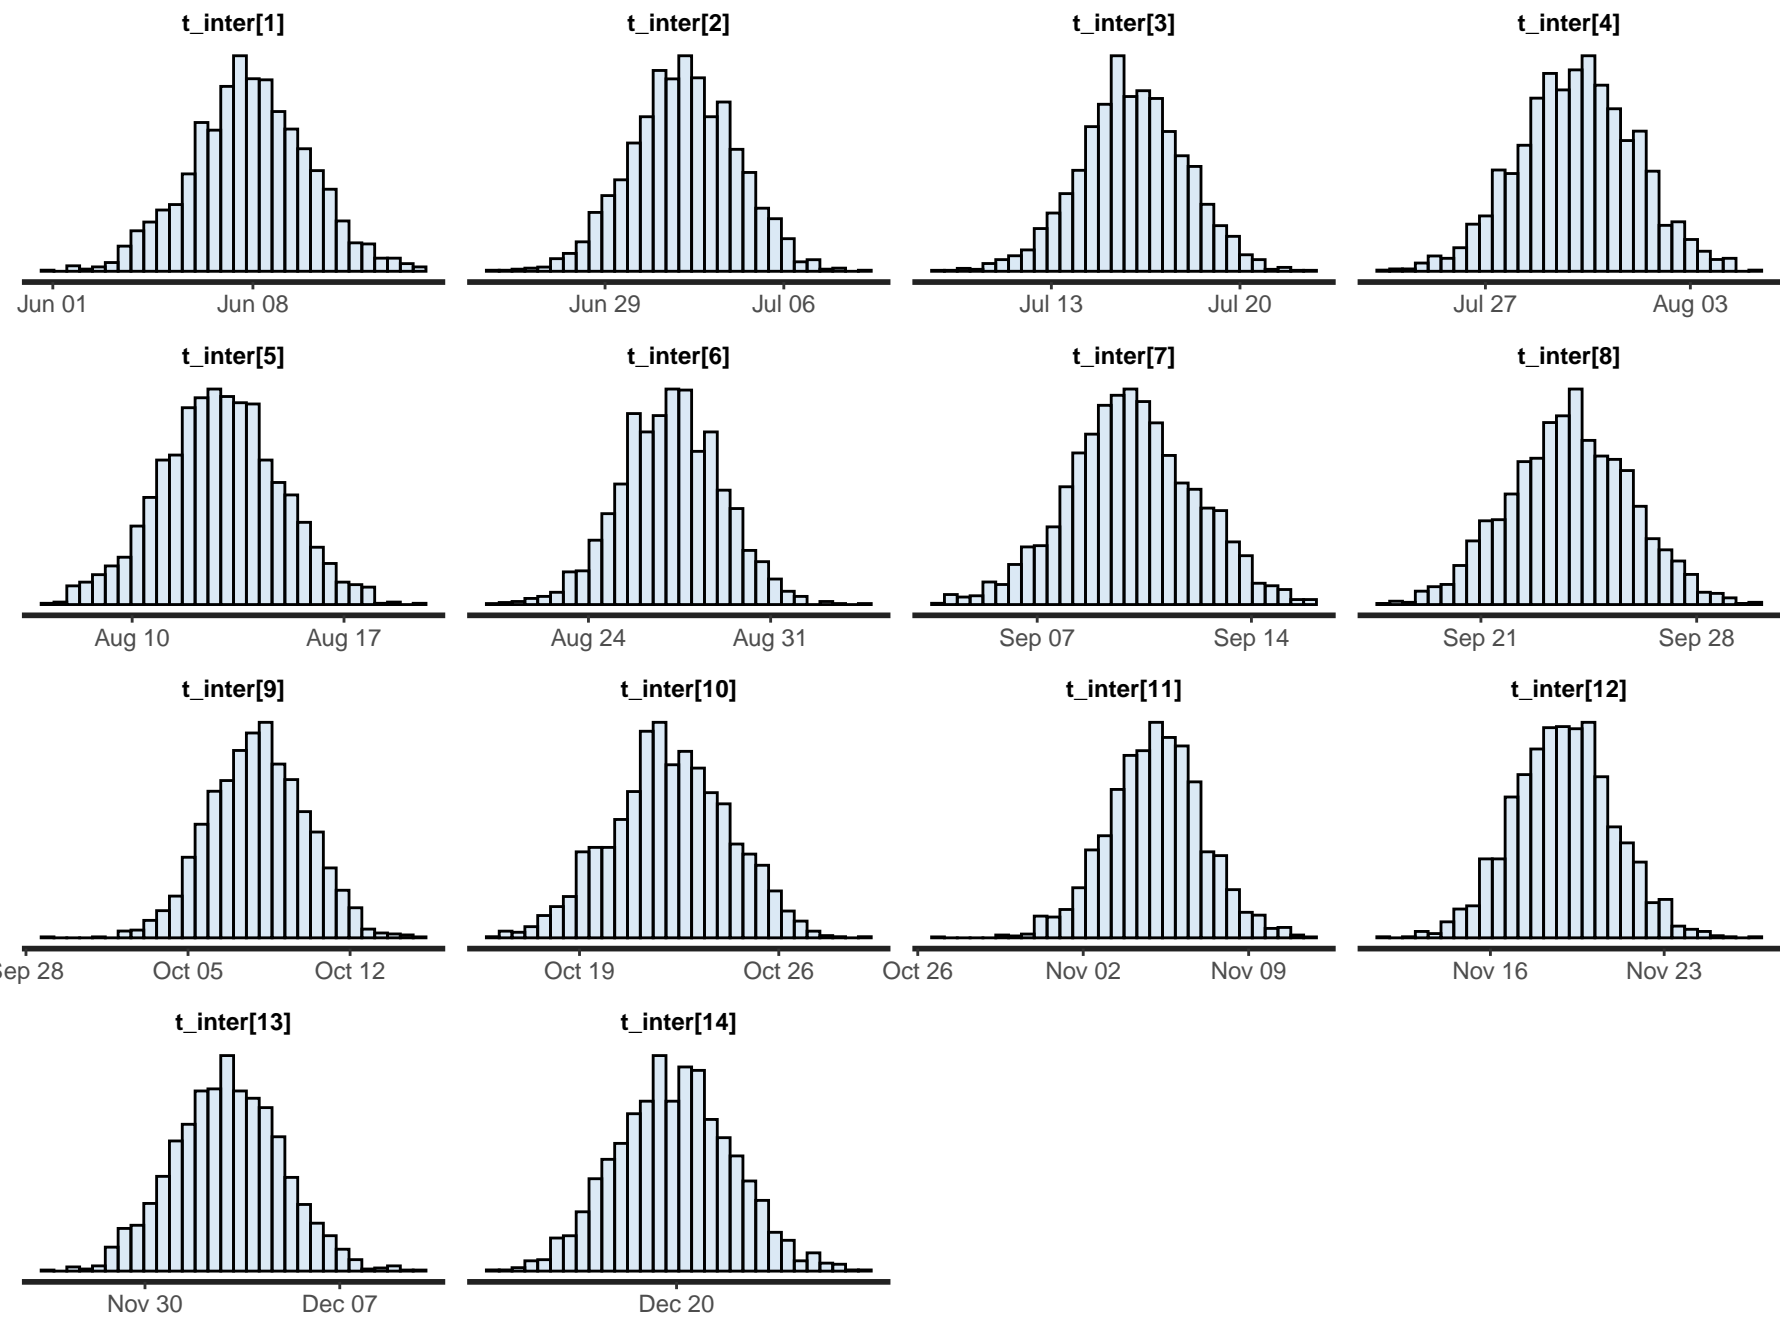 t_inter[1] t_inter[2] t_inter[3] t_inter[4]
Jun 01 Jun 08 Jun 29 Jul 06 Jul 13 Jul 20 Jul 27 Aug 03
t_inter[5] t_inter[6] t_inter[7] t_inter[8]
Aug 10 Aug 17 Aug 24 Aug 31 Sep 07 Sep 14 Sep 21 Sep 28
t_inter[9] t_inter[10] t_inter[11] t_inter[12]
Sep 28 Oct 05 Oct 12 Oct 19 Oct 26 Oct 26 Nov 02 Nov 09 Nov 16 Nov 23
t_inter[13] t_inter[14]
Nov 30 Dec 07 Dec 20